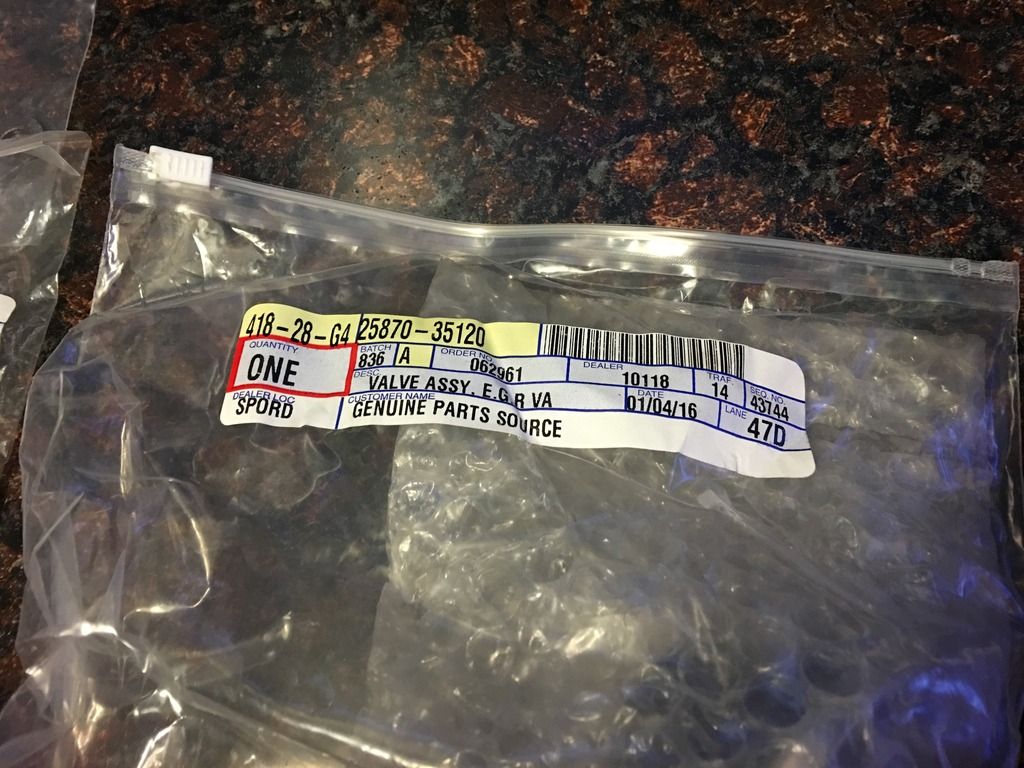 418-28-G4 25870-35120
QUANTITY BATCH ORDER NO. DEALER TRAF SEQ. NO.
ONE 836 A 062961 10118 14 43744
DESC. VALVE ASSY, E.G.R VA DATE 01/04/16 LANE 47D
DEALER LOC CUSTOMER NAME
SPORD GENUINE PARTS SOURCE